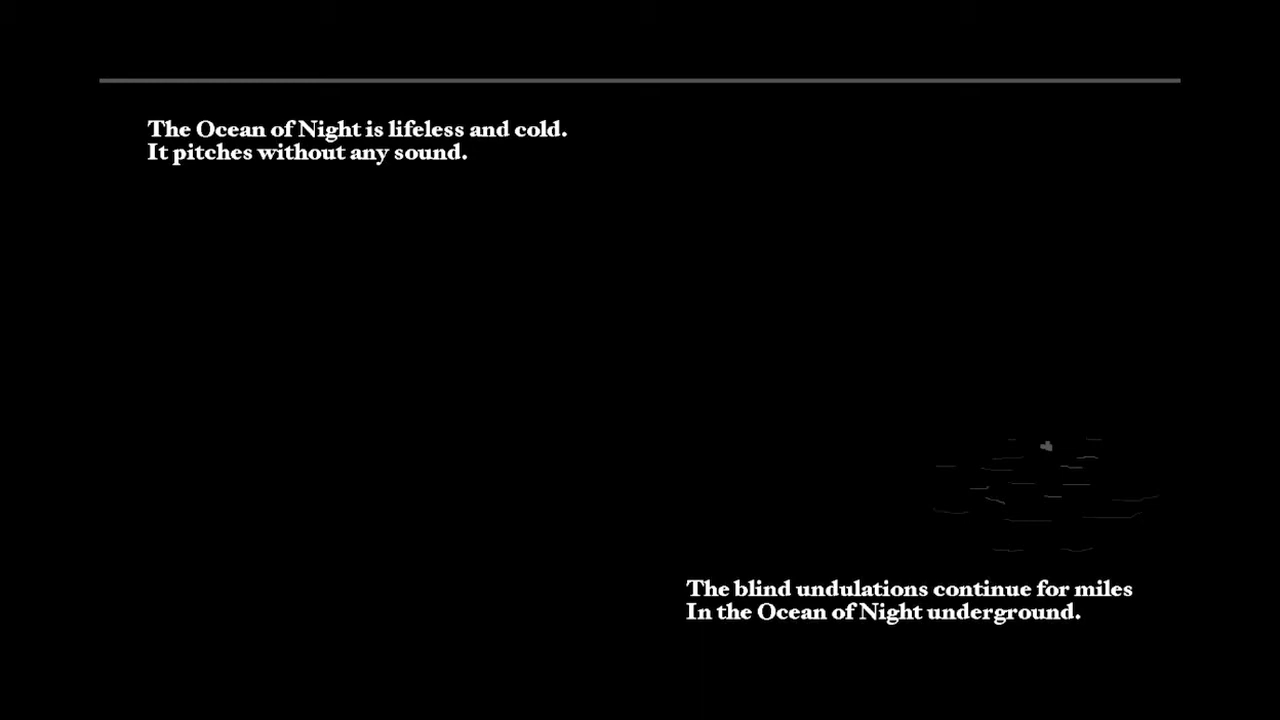 The Ocean of Night is lifeless and cold.
It pitches without any sound.
The blind undulations continue for miles
In the Ocean of Night underground.